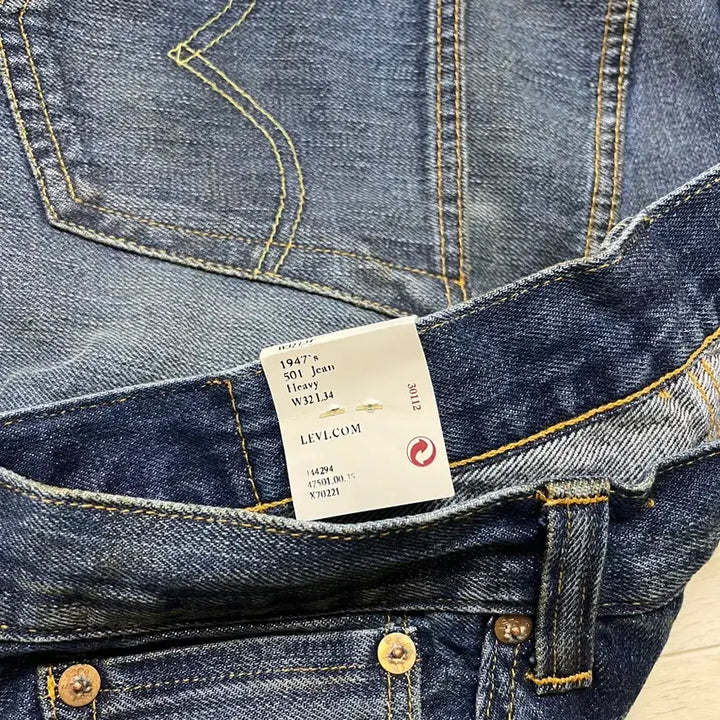 1947's
501 Jean
Heavy
W32 L34
30112
LEVI.COM
144294
47501.00.35
X70221